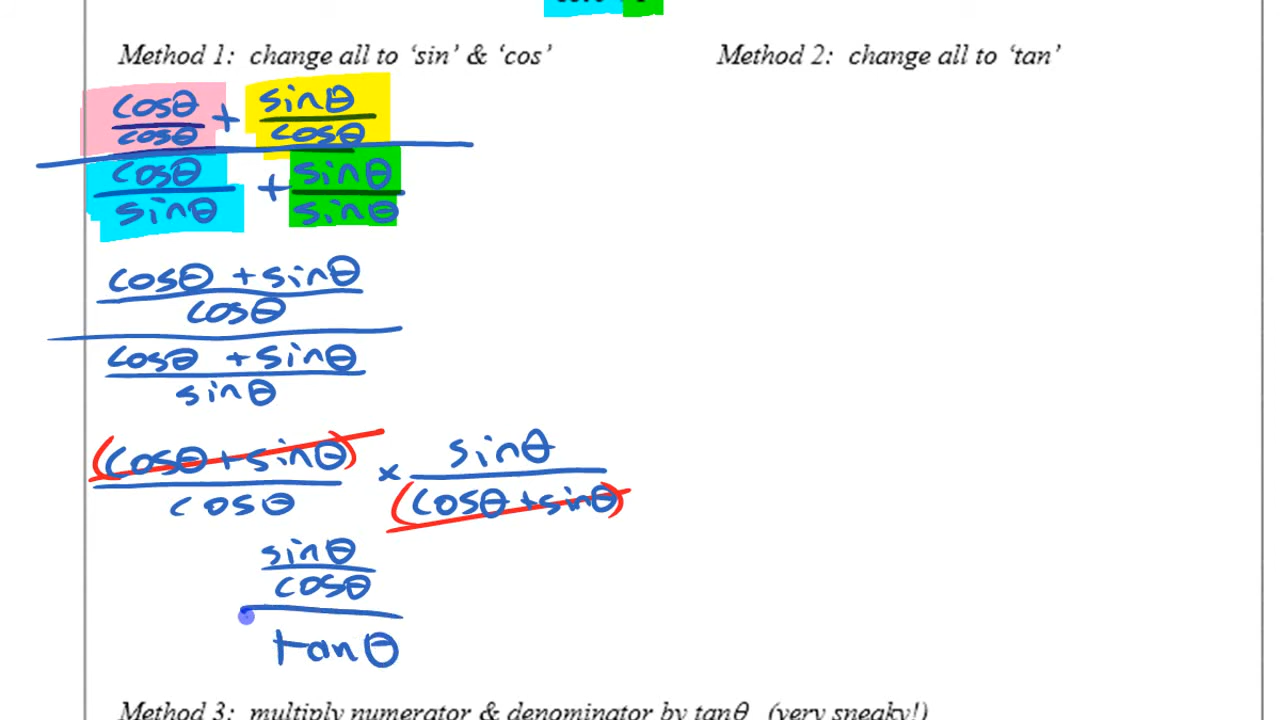 Method 1: change all to ‘sin’ & ‘cos’
Method 2: change all to ‘tan’
cosθ/cosθ + sinθ/cosθ
cosθ/sinθ + sinθ/sinθ
cosθ + sinθ
cosθ
cosθ + sinθ
sinθ
(cosθ + sinθ)/cosθ × sinθ/(cosθ + sinθ)
sinθ
cosθ
tanθ
Method 3: multiply numerator & denominator by tanθ (very sneaky!)